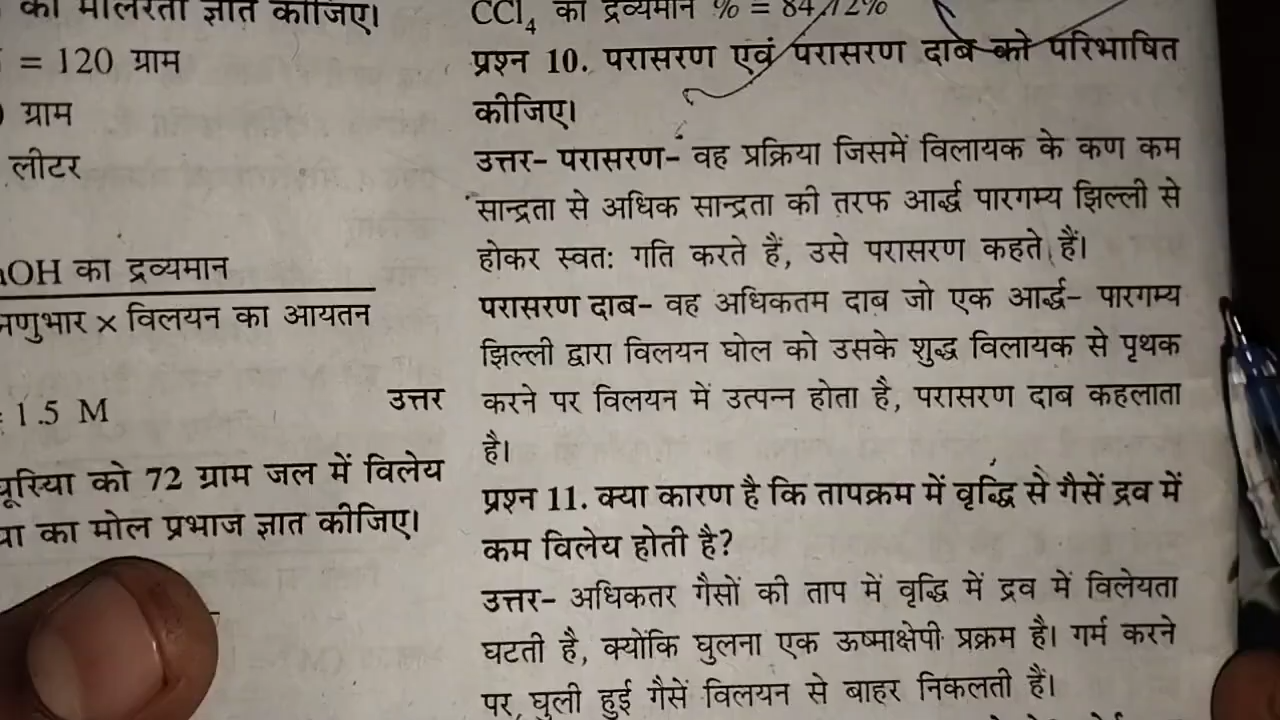 की मोलरता ज्ञात कीजिए।
= 120 ग्राम
ग्राम
लीटर
OH का द्रव्यमान
अणुभार × विलयन का आयतन
उत्तर
1.5 M
यूरिया को 72 ग्राम जल में विलेय
का मोल प्रभाज ज्ञात कीजिए।
CCl4 का द्रव्यमान % = 84.72%
प्रश्न 10. परासरण एवं परासरण दाब को परिभाषित
कीजिए।
उत्तर- परासरण- वह प्रक्रिया जिसमें विलायक के कण कम
सान्द्रता से अधिक सान्द्रता की तरफ आर्द्ध पारगम्य झिल्ली से
होकर स्वतः गति करते हैं, उसे परासरण कहते हैं।
परासरण दाब- वह अधिकतम दाब जो एक आर्द्ध- पारगम्य
झिल्ली द्वारा विलयन घोल को उसके शुद्ध विलायक से पृथक
करने पर विलयन में उत्पन्न होता है, परासरण दाब कहलाता
है।
प्रश्न 11. क्या कारण है कि तापक्रम में वृद्धि से गैसें द्रव में
कम विलेय होती है?
उत्तर- अधिकतर गैसों की ताप में वृद्धि में द्रव में विलेयता
घटती है, क्योंकि घुलना एक ऊष्माक्षेपी प्रक्रम है। गर्म करने
पर, घुली हुई गैसें विलयन से बाहर निकलती हैं।